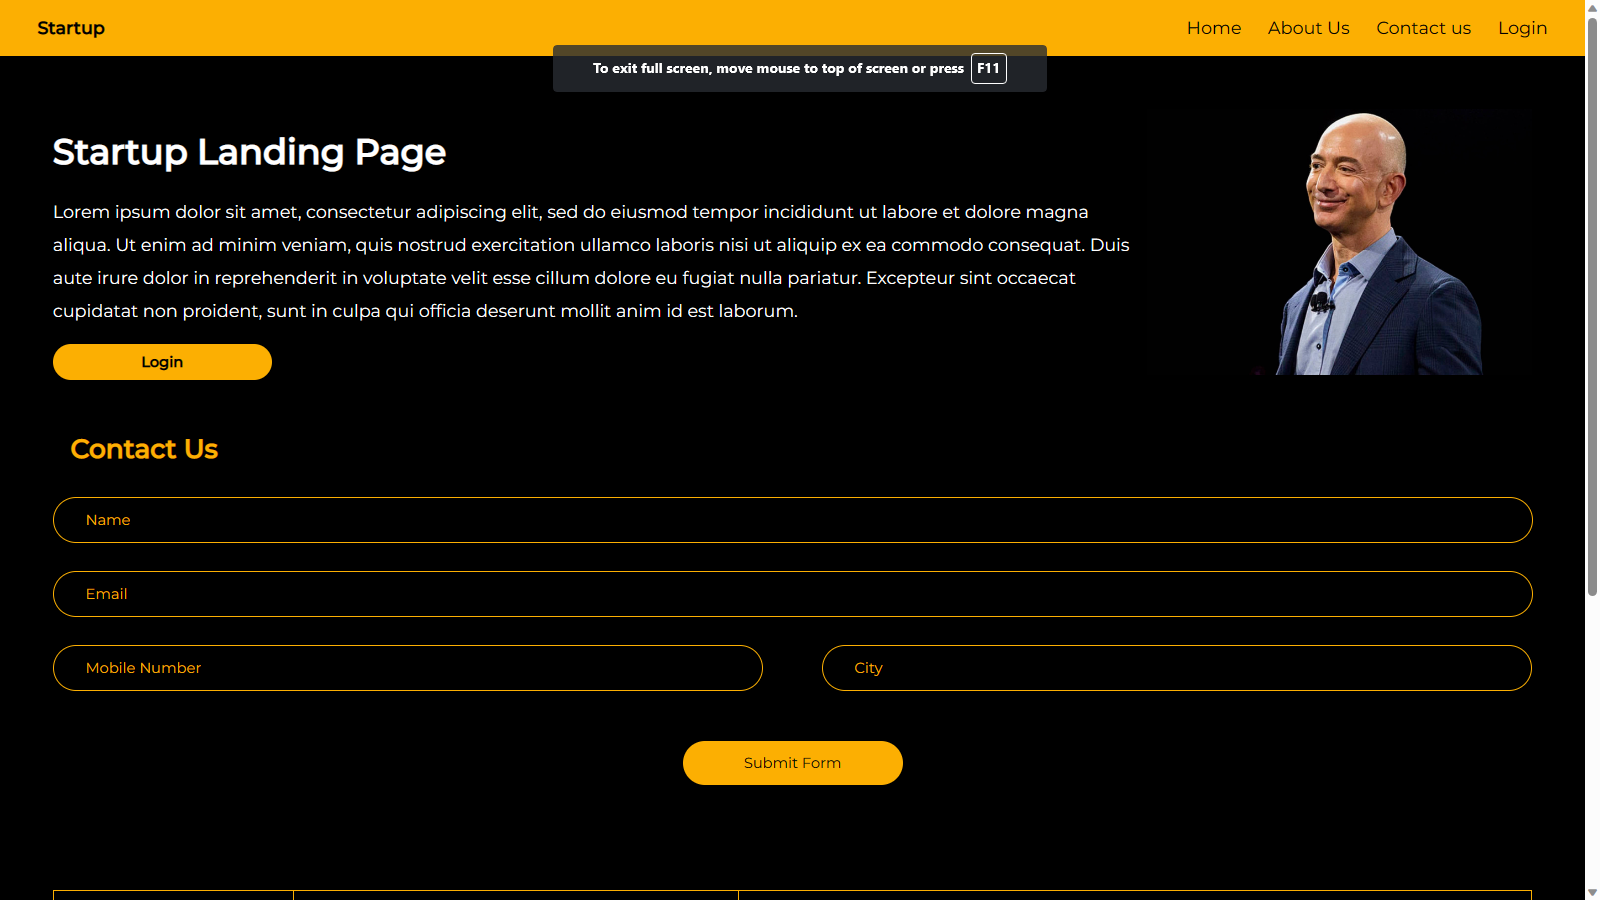 Startup
Home
About Us
Contact us
Login
To exit full screen, move mouse to top of screen or press F11
Startup Landing Page
Lorem ipsum dolor sit amet, consectetur adipiscing elit, sed do eiusmod tempor incididunt ut labore et dolore magna
aliqua. Ut enim ad minim veniam, quis nostrud exercitation ullamco laboris nisi ut aliquip ex ea commodo consequat. Duis
aute irure dolor in reprehenderit in voluptate velit esse cillum dolore eu fugiat nulla pariatur. Excepteur sint occaecat
cupidatat non proident, sunt in culpa qui officia deserunt mollit anim id est laborum.
Login
Contact Us
Name
Email
Mobile Number
City
Submit Form